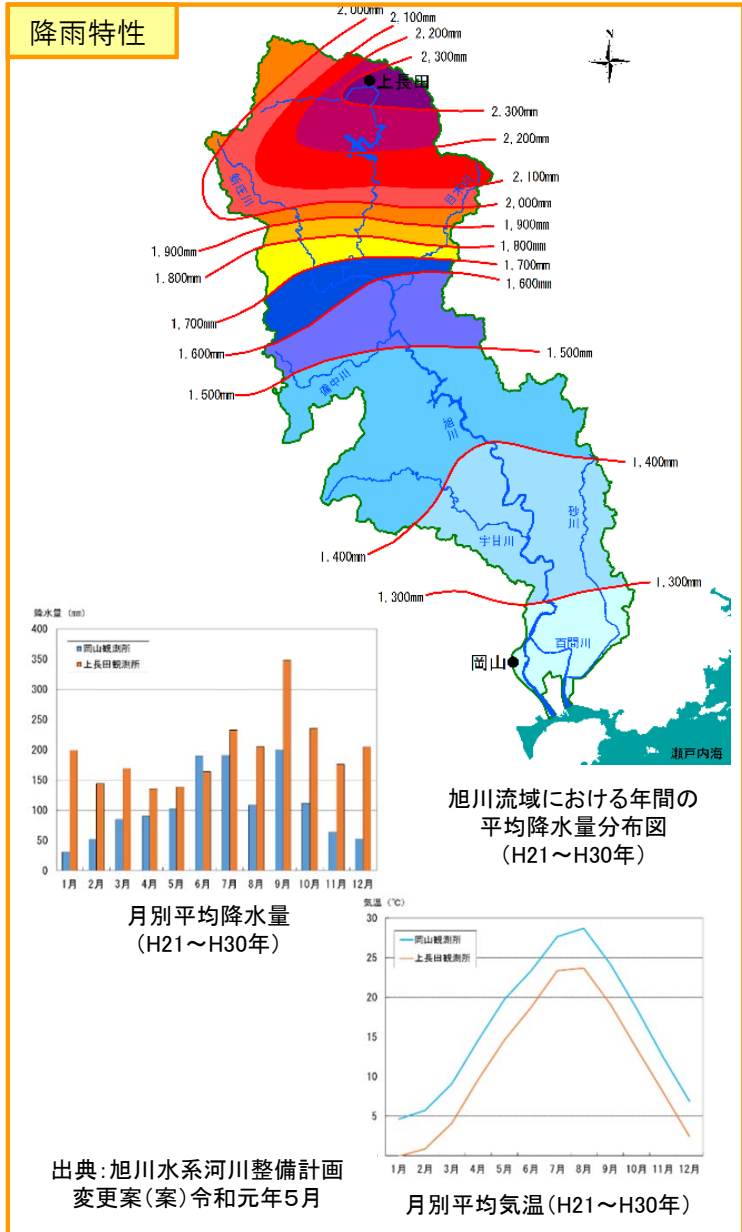 降雨特性
2,000mm
2,100mm
2,200mm
2,300mm
N
上長田
2,300mm
2,200mm
2,100mm
2,000mm
1,900mm
1,800mm
1,700mm
1,600mm
新庄川
目木川
1,900mm
1,800mm
1,700mm
1,600mm
1,500mm
1,500mm
備中川
旭川
1,400mm
砂川
宇甘川
1,400mm
1,300mm
1,300mm
百間川
岡山
瀬戸内海
旭川流域における年間の
平均降水量分布図
(H21~H30年)
降水量 (mm)
400
350
300
250
200
150
100
50
0
岡山観測所
上長田観測所
1月 2月 3月 4月 5月 6月 7月 8月 9月 10月 11月 12月
月別平均降水量
(H21~H30年)
気温 (℃)
30
25
20
15
10
5
岡山観測所
上長田観測所
1月 2月 3月 4月 5月 6月 7月 8月 9月 10月 11月 12月
月別平均気温(H21~H30年)
出典:旭川水系河川整備計画
変更案(案)令和元年5月